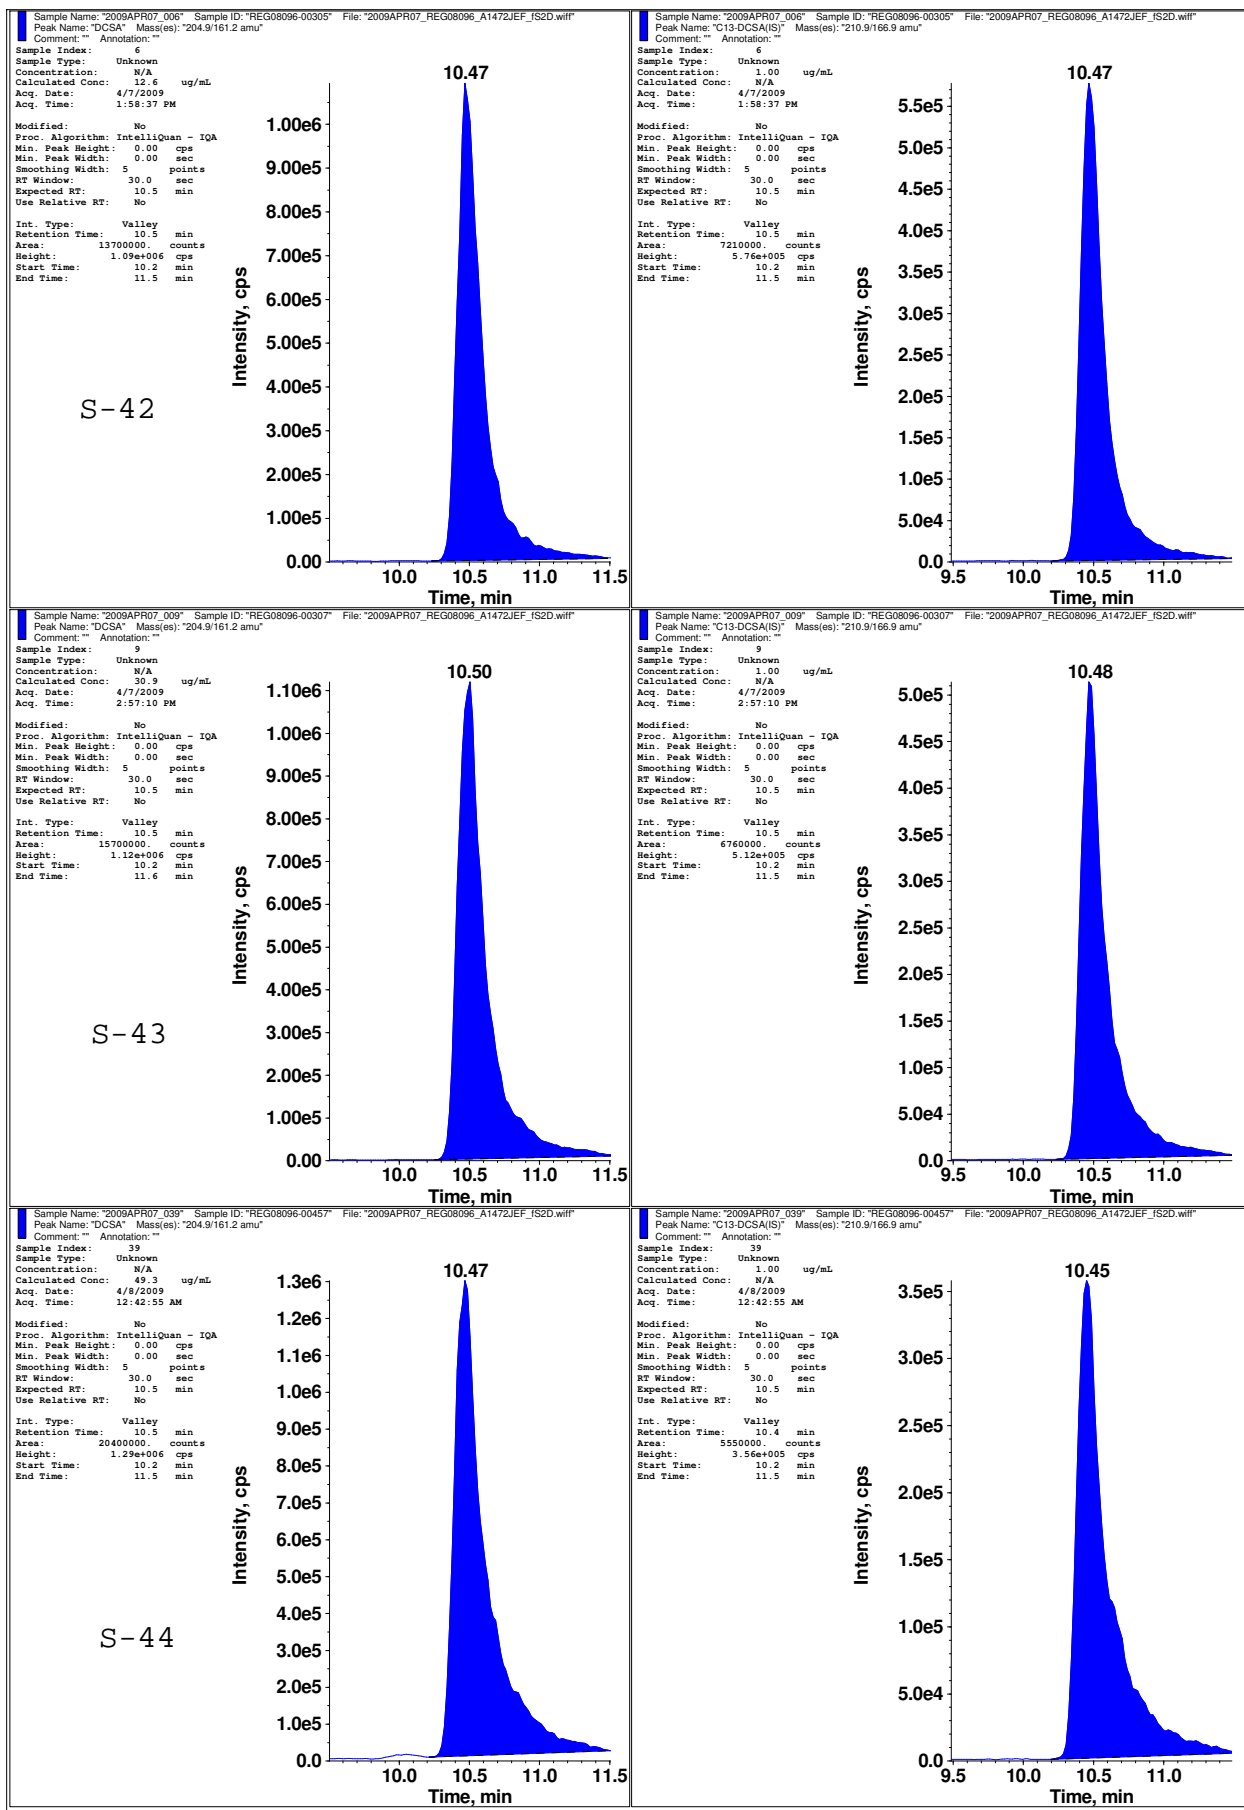 Sample Name: "2009APR07_006" Sample ID: "REG08096-00305" File: "2009APR07_REG08096_A1472JEF_fS2D.wiff"
Peak Name: "DCSA" Mass(es): "204.9/161.2 amu"
Comment: "" Annotation: ""
Sample Index: 6
Sample Type: Unknown
Concentration: N/A
Calculated Conc: 12.6 ug/mL
Acq. Date: 4/7/2009
Acq. Time: 1:58:37 PM
Modified: No
Proc. Algorithm: IntelliQuan - IQA
Min. Peak Height: 0.00 cps
Min. Peak Width: 0.00 sec
Smoothing Width: 5 points
RT Window: 30.0 sec
Expected RT: 10.5 min
Use Relative RT: No
Int. Type: Valley
Retention Time: 10.5 min
Area: 13700000. counts
Height: 1.09e+006 cps
Start Time: 10.2 min
End Time: 11.5 min
S-42
10.47
Intensity, cps
1.00e6
9.00e5
8.00e5
7.00e5
6.00e5
5.00e5
4.00e5
3.00e5
2.00e5
1.00e5
0.00
10.0 10.5 11.0 11.5
Time, min
Sample Name: "2009APR07_006" Sample ID: "REG08096-00305" File: "2009APR07_REG08096_A1472JEF_fS2D.wiff"
Peak Name: "C13-DCSA(IS)" Mass(es): "210.9/166.9 amu"
Comment: "" Annotation: ""
Sample Index: 6
Sample Type: Unknown
Concentration: 1.00 ug/mL
Calculated Conc: N/A
Acq. Date: 4/7/2009
Acq. Time: 1:58:37 PM
Modified: No
Proc. Algorithm: IntelliQuan - IQA
Min. Peak Height: 0.00 cps
Min. Peak Width: 0.00 sec
Smoothing Width: 5 points
RT Window: 30.0 sec
Expected RT: 10.5 min
Use Relative RT: No
Int. Type: Valley
Retention Time: 10.5 min
Area: 7210000. counts
Height: 5.76e+005 cps
Start Time: 10.2 min
End Time: 11.5 min
10.47
Intensity, cps
5.5e5
5.0e5
4.5e5
4.0e5
3.5e5
3.0e5
2.5e5
2.0e5
1.5e5
1.0e5
5.0e4
0.0
9.5 10.0 10.5 11.0
Time, min
Sample Name: "2009APR07_009" Sample ID: "REG08096-00307" File: "2009APR07_REG08096_A1472JEF_fS2D.wiff"
Peak Name: "DCSA" Mass(es): "204.9/161.2 amu"
Comment: "" Annotation: ""
Sample Index: 9
Sample Type: Unknown
Concentration: N/A
Calculated Conc: 30.9 ug/mL
Acq. Date: 4/7/2009
Acq. Time: 2:57:10 PM
Modified: No
Proc. Algorithm: IntelliQuan - IQA
Min. Peak Height: 0.00 cps
Min. Peak Width: 0.00 sec
Smoothing Width: 5 points
RT Window: 30.0 sec
Expected RT: 10.5 min
Use Relative RT: No
Int. Type: Valley
Retention Time: 10.5 min
Area: 15700000. counts
Height: 1.12e+006 cps
Start Time: 10.2 min
End Time: 11.6 min
S-43
10.50
Intensity, cps
1.10e6
1.00e6
9.00e5
8.00e5
7.00e5
6.00e5
5.00e5
4.00e5
3.00e5
2.00e5
1.00e5
0.00
10.0 10.5 11.0 11.5
Time, min
Sample Name: "2009APR07_009" Sample ID: "REG08096-00307" File: "2009APR07_REG08096_A1472JEF_fS2D.wiff"
Peak Name: "C13-DCSA(IS)" Mass(es): "210.9/166.9 amu"
Comment: "" Annotation: ""
Sample Index: 9
Sample Type: Unknown
Concentration: 1.00 ug/mL
Calculated Conc: N/A
Acq. Date: 4/7/2009
Acq. Time: 2:57:10 PM
Modified: No
Proc. Algorithm: IntelliQuan - IQA
Min. Peak Height: 0.00 cps
Min. Peak Width: 0.00 sec
Smoothing Width: 5 points
RT Window: 30.0 sec
Expected RT: 10.5 min
Use Relative RT: No
Int. Type: Valley
Retention Time: 10.5 min
Area: 6760000. counts
Height: 5.12e+005 cps
Start Time: 10.2 min
End Time: 11.5 min
10.48
Intensity, cps
5.0e5
4.5e5
4.0e5
3.5e5
3.0e5
2.5e5
2.0e5
1.5e5
1.0e5
5.0e4
0.0
9.5 10.0 10.5 11.0
Time, min
Sample Name: "2009APR07_039" Sample ID: "REG08096-00457" File: "2009APR07_REG08096_A1472JEF_fS2D.wiff"
Peak Name: "DCSA" Mass(es): "204.9/161.2 amu"
Comment: "" Annotation: ""
Sample Index: 39
Sample Type: Unknown
Concentration: N/A
Calculated Conc: 49.3 ug/mL
Acq. Date: 4/8/2009
Acq. Time: 12:42:55 AM
Modified: No
Proc. Algorithm: IntelliQuan - IQA
Min. Peak Height: 0.00 cps
Min. Peak Width: 0.00 sec
Smoothing Width: 5 points
RT Window: 30.0 sec
Expected RT: 10.5 min
Use Relative RT: No
Int. Type: Valley
Retention Time: 10.5 min
Area: 20400000. counts
Height: 1.29e+006 cps
Start Time: 10.2 min
End Time: 11.5 min
S-44
10.47
Intensity, cps
1.3e6
1.2e6
1.1e6
1.0e6
9.0e5
8.0e5
7.0e5
6.0e5
5.0e5
4.0e5
3.0e5
2.0e5
1.0e5
0.0
10.0 10.5 11.0 11.5
Time, min
Sample Name: "2009APR07_039" Sample ID: "REG08096-00457" File: "2009APR07_REG08096_A1472JEF_fS2D.wiff"
Peak Name: "C13-DCSA(IS)" Mass(es): "210.9/166.9 amu"
Comment: "" Annotation: ""
Sample Index: 39
Sample Type: Unknown
Concentration: 1.00 ug/mL
Calculated Conc: N/A
Acq. Date: 4/8/2009
Acq. Time: 12:42:55 AM
Modified: No
Proc. Algorithm: IntelliQuan - IQA
Min. Peak Height: 0.00 cps
Min. Peak Width: 0.00 sec
Smoothing Width: 5 points
RT Window: 30.0 sec
Expected RT: 10.5 min
Use Relative RT: No
Int. Type: Valley
Retention Time: 10.4 min
Area: 5550000. counts
Height: 3.56e+005 cps
Start Time: 10.2 min
End Time: 11.5 min
10.45
Intensity, cps
3.5e5
3.0e5
2.5e5
2.0e5
1.5e5
1.0e5
5.0e4
0.0
9.5 10.0 10.5 11.0
Time, min